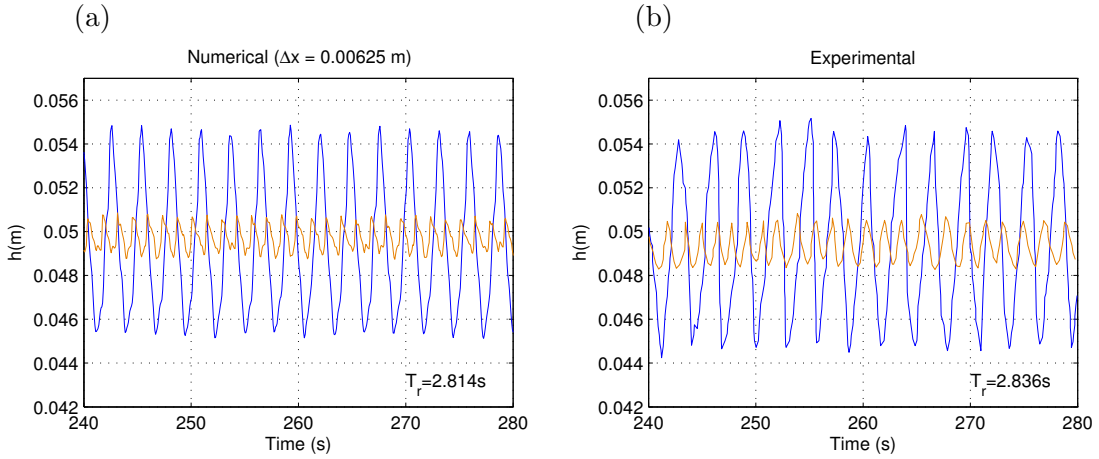 (a)
Numerical (Δx = 0.00625 m)
h(m)
0.056
0.054
0.052
0.05
0.048
0.046
0.044
0.042
T_r=2.814s
240 250 260 270 280
Time (s)
(b)
Experimental
h(m)
0.056
0.054
0.052
0.05
0.048
0.046
0.044
0.042
T_r=2.836s
240 250 260 270 280
Time (s)